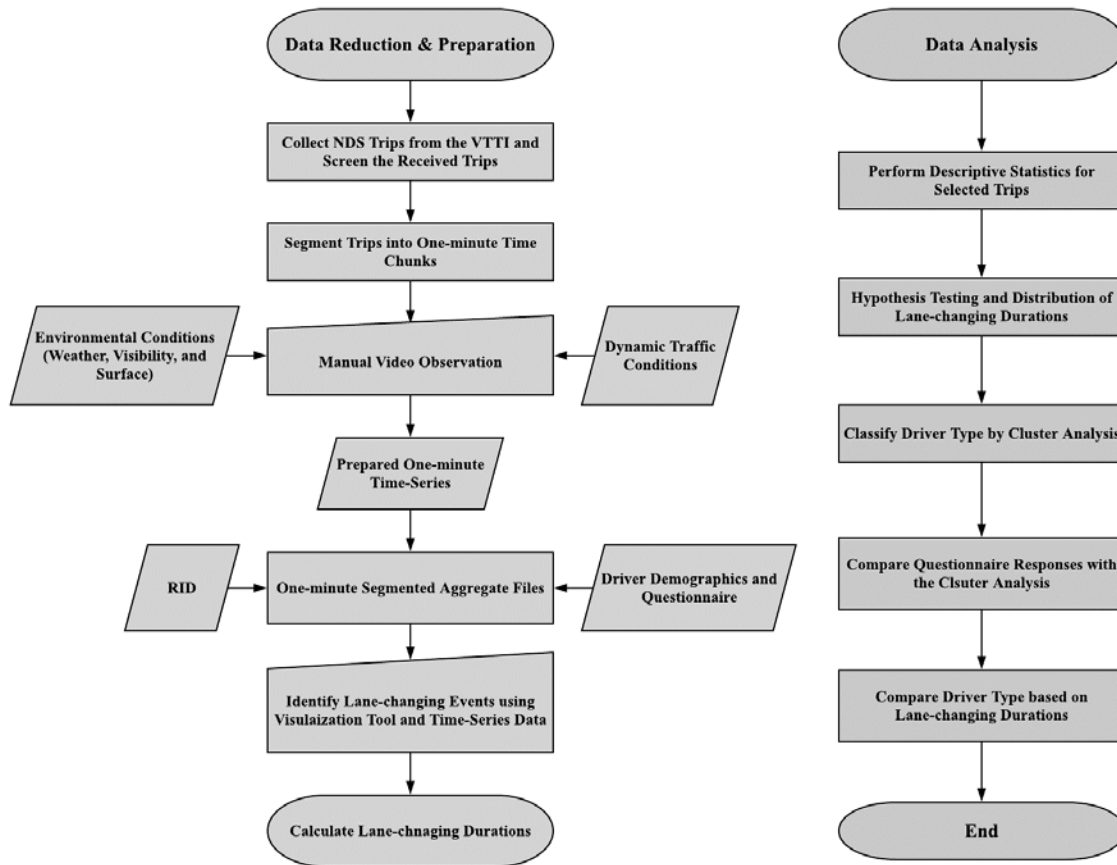 Data Reduction & Preparation
Collect NDS Trips from the VTTI and
Screen the Received Trips
Segment Trips into One-minute Time
Chunks
Environmental Conditions
(Weather, Visibility, and
Surface)
Manual Video Observation
Dynamic Traffic
Conditions
Prepared One-minute
Time-Series
RID
One-minute Segmented Aggregate Files
Driver Demographics and
Questionnaire
Identify Lane-changing Events using
Visulaization Tool and Time-Series Data
Calculate Lane-chnaging Durations
Data Analysis
Perform Descriptive Statistics for
Selected Trips
Hypothesis Testing and Distribution of
Lane-changing Durations
Classify Driver Type by Cluster Analysis
Compare Questionnaire Responses with
the Clsuter Analysis
Compare Driver Type based on
Lane-changing Durations
End